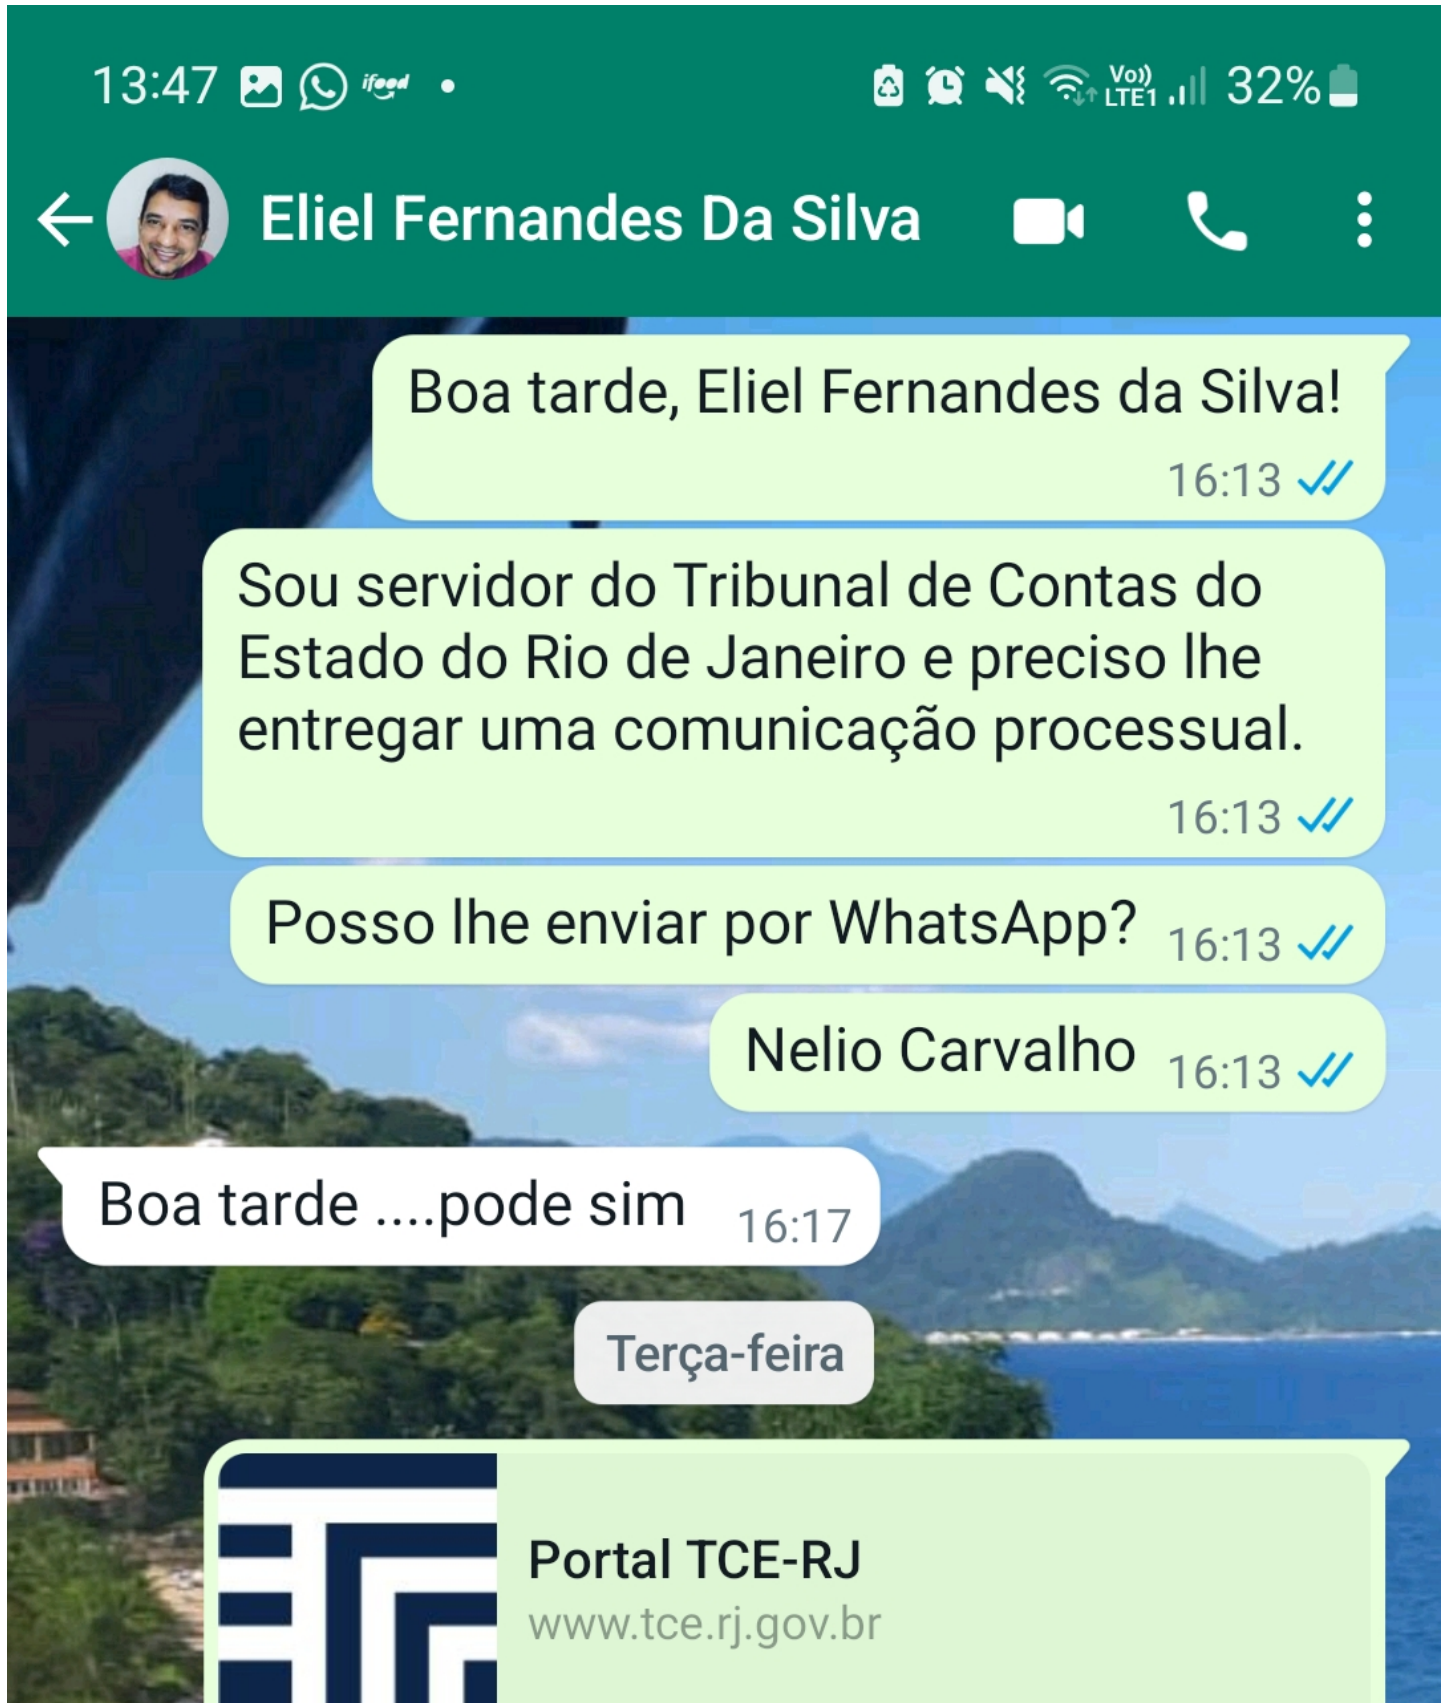 13:47 ifood Vo)) LTE1 32%
Eliel Fernandes Da Silva
Boa tarde, Eliel Fernandes da Silva!
16:13
Sou servidor do Tribunal de Contas do
Estado do Rio de Janeiro e preciso lhe
entregar uma comunicação processual.
16:13
Posso lhe enviar por WhatsApp? 16:13
Nelio Carvalho 16:13
Boa tarde ....pode sim 16:17
Terça-feira
Portal TCE-RJ
www.tce.rj.gov.br